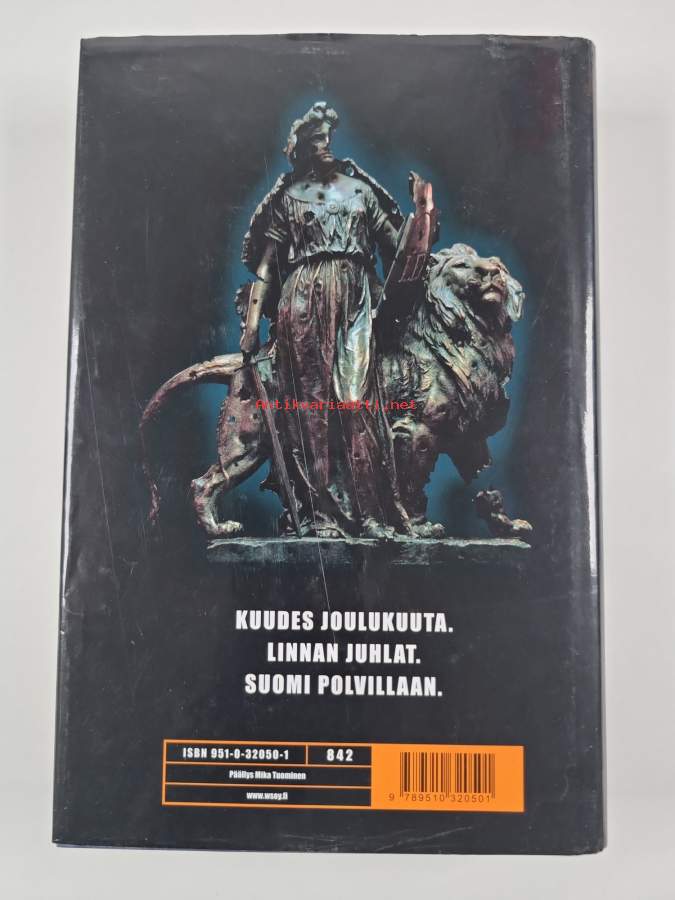 Antikvariaatti.net
KUUDES JOULUKUUTA.
LINNAN JUHLAT.
SUOMI POLVILLAAN.
ISBN 951-0-32050-1 842
Päällys Mika Tuominen
www.wsoy.fi
9 789510 320501